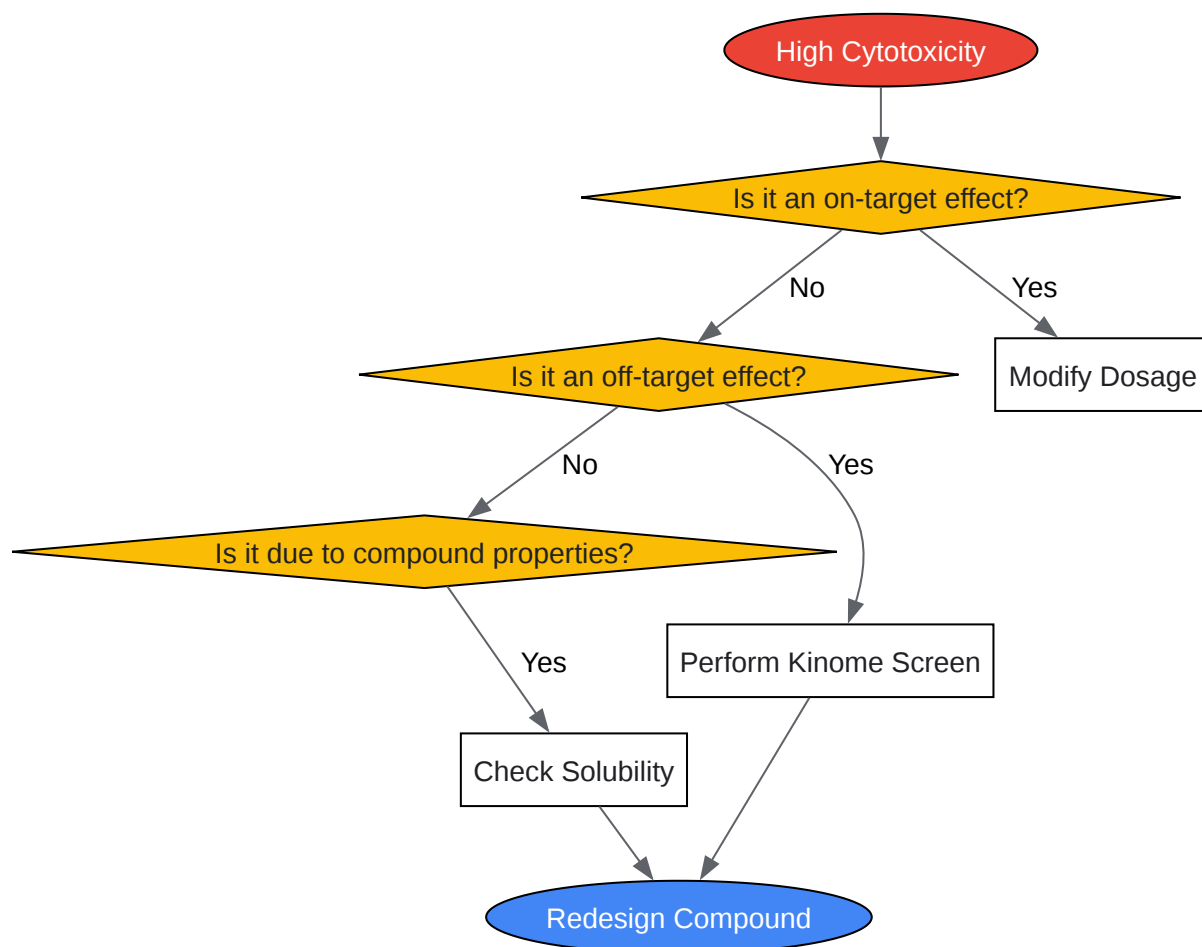 High Cytotoxicity
Is it an on-target effect?
No
Yes
Is it an off-target effect?
Modify Dosage
No
Yes
Is it due to compound properties?
Yes
Perform Kinome Screen
Check Solubility
Redesign Compound